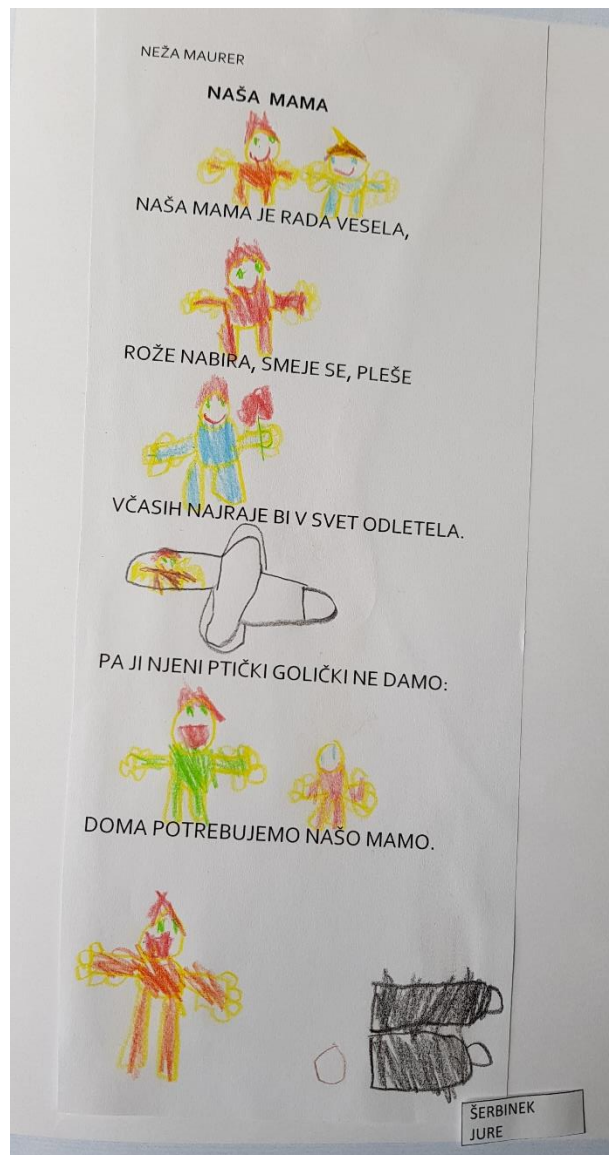 NEŽA MAURER
NAŠA MAMA
NAŠA MAMA JE RADA VESELA,
ROŽE NABIRA, SMEJE SE, PLEŠE
VČASIH NAJRAJE BI V SVET ODLETELA.
PA JI NJENI PTIČKI GOLIČKI NE DAMO:
DOMA POTREBUJEMO NAŠO MAMO.
ŠERBINEK
JURE